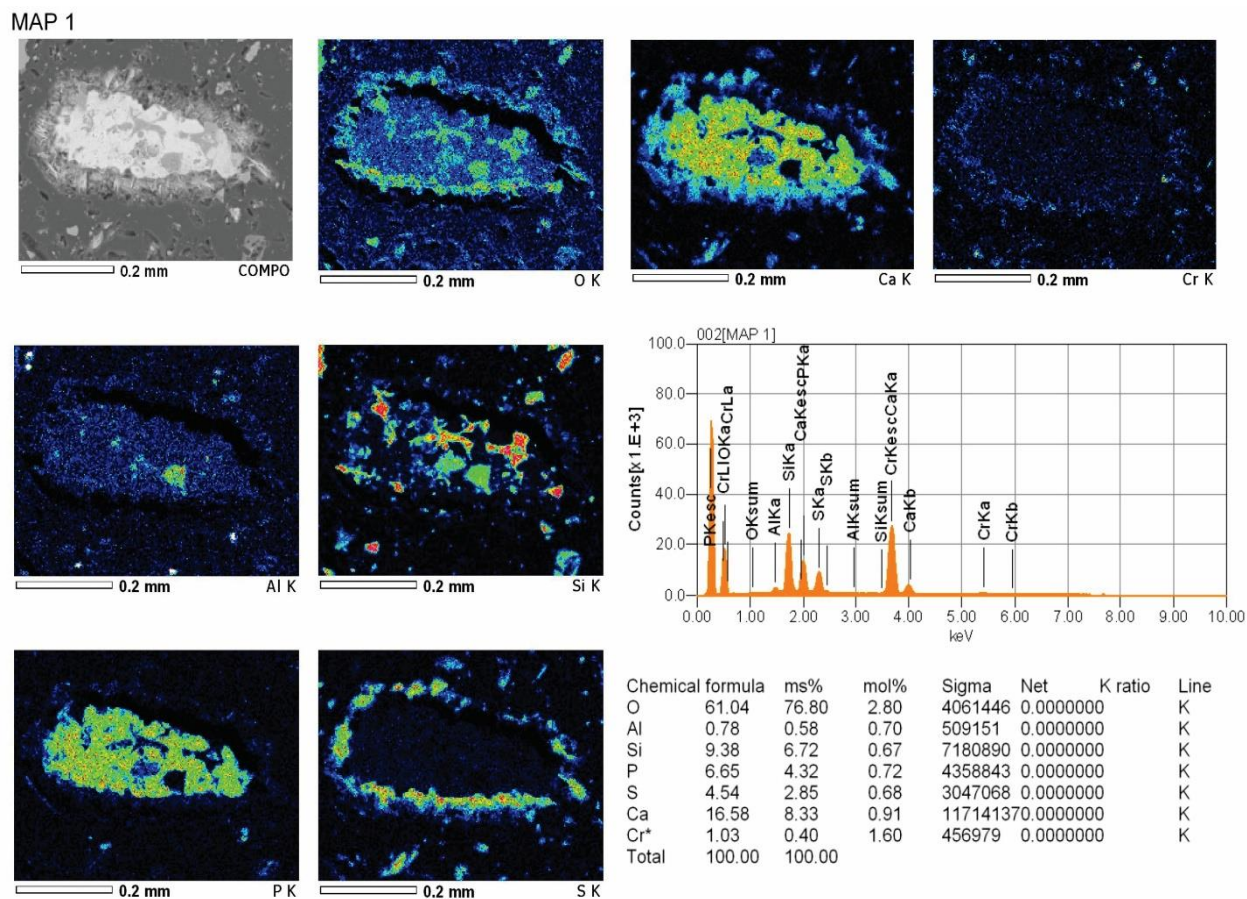 MAP 1
0.2 mm
COMPO
0.2 mm
O K
0.2 mm
Ca K
0.2 mm
Cr K
0.2 mm
Al K
0.2 mm
Si K
002[MAP 1]
Counts[x1.E+3]
100.0
80.0
60.0
40.0
20.0
0.0
PKesc
CrLlOKaCrLa
OKsum
AlKa
SiKa
CaKescPKa
SKa
SKb
AlKsum
SiKsum
CrKescCaKa
CaKb
CrKa
CrKb
0.00 1.00 2.00 3.00 4.00 5.00 6.00 7.00 8.00 9.00 10.00
keV
0.2 mm
P K
0.2 mm
S K
Chemical formula ms% mol% Sigma Net K ratio Line
O 61.04 76.80 2.80 4061446 0.0000000 K
Al 0.78 0.58 0.70 509151 0.0000000 K
Si 9.38 6.72 0.67 7180890 0.0000000 K
P 6.65 4.32 0.72 4358843 0.0000000 K
S 4.54 2.85 0.68 3047068 0.0000000 K
Ca 16.58 8.33 0.91 117141370.0000000 K
Cr* 1.03 0.40 1.60 456979 0.0000000 K
Total 100.00 100.00